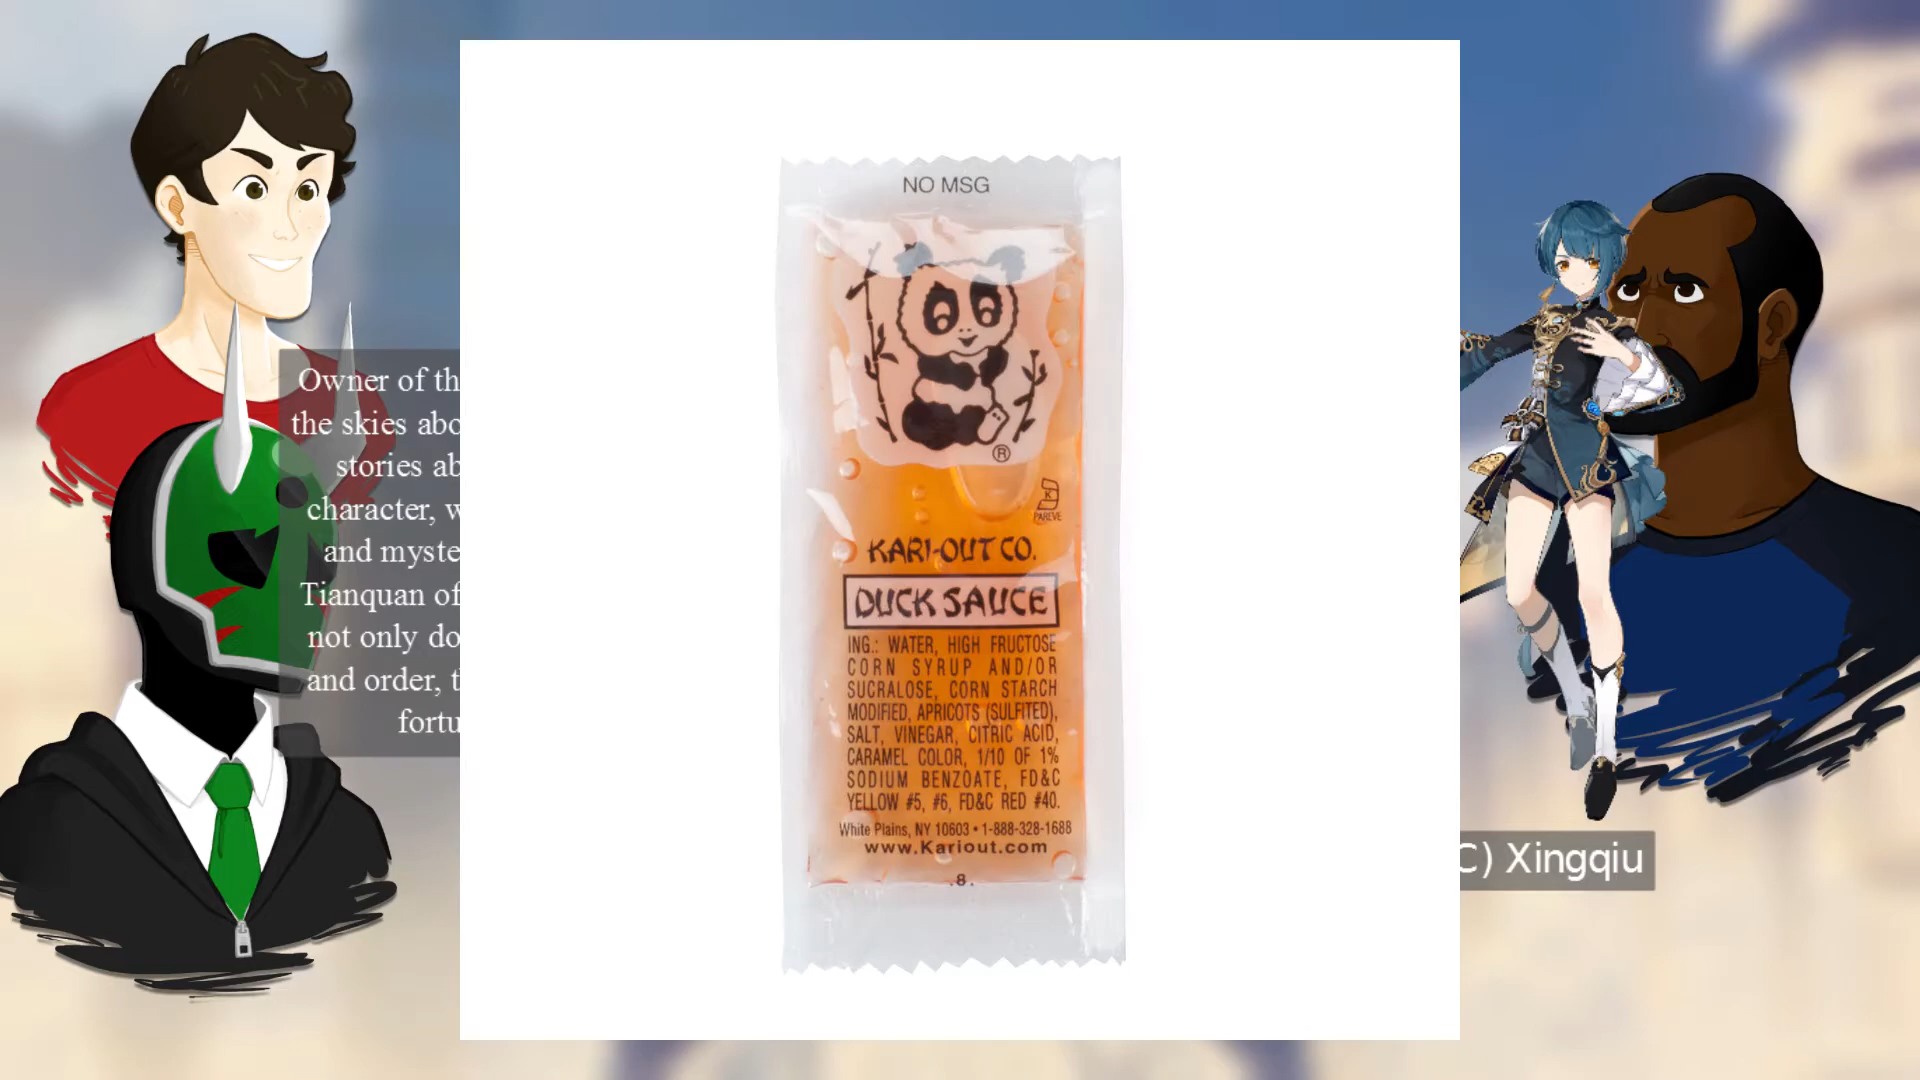 NO MSG
®
K
PAREVE
KARI-OUT CO.
DUCK SAUCE
ING.: WATER, HIGH FRUCTOSE
CORN SYRUP AND/OR
SUCRALOSE, CORN STARCH
MODIFIED, APRICOTS (SULFITED),
SALT, VINEGAR, CITRIC ACID,
CARAMEL COLOR, 1/10 OF 1%
SODIUM BENZOATE, FD&C
YELLOW #5, #6, FD&C RED #40.
White Plains, NY 10603 • 1-888-328-1688
www.Kariout.com
.8.
Owner of th
the skies abo
stories ab
character, w
and myste
Tianquan of
not only do
and order, t
fortu
C) Xingqiu